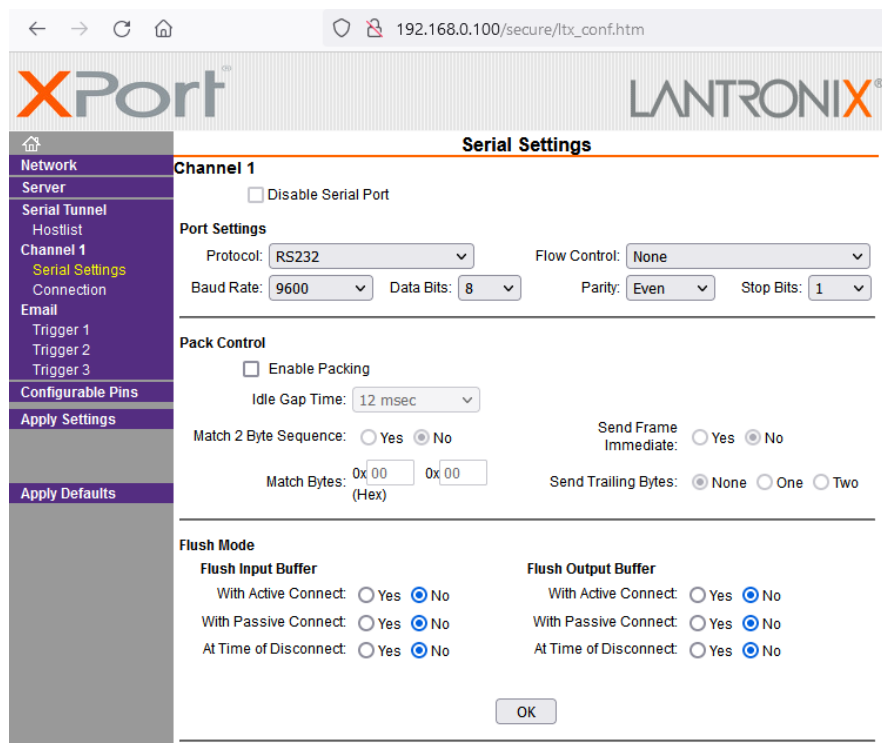 192.168.0.100/secure/ltx_conf.htm
XPort®
LANTRONIX®
Network
Server
Serial Tunnel
Hostlist
Channel 1
Serial Settings
Connection
Email
Trigger 1
Trigger 2
Trigger 3
Configurable Pins
Apply Settings
Apply Defaults
Serial Settings
Channel 1
Disable Serial Port
Port Settings
Protocol: RS232 Flow Control: None
Baud Rate: 9600 Data Bits: 8 Parity: Even Stop Bits: 1
Pack Control
Enable Packing
Idle Gap Time: 12 msec
Match 2 Byte Sequence: Yes No
Send Frame
Immediate: Yes No
Match Bytes: 0x 00 0x 00
(Hex)
Send Trailing Bytes: None One Two
Flush Mode
Flush Input Buffer Flush Output Buffer
With Active Connect: Yes No With Active Connect: Yes No
With Passive Connect: Yes No With Passive Connect: Yes No
At Time of Disconnect: Yes No At Time of Disconnect: Yes No
OK